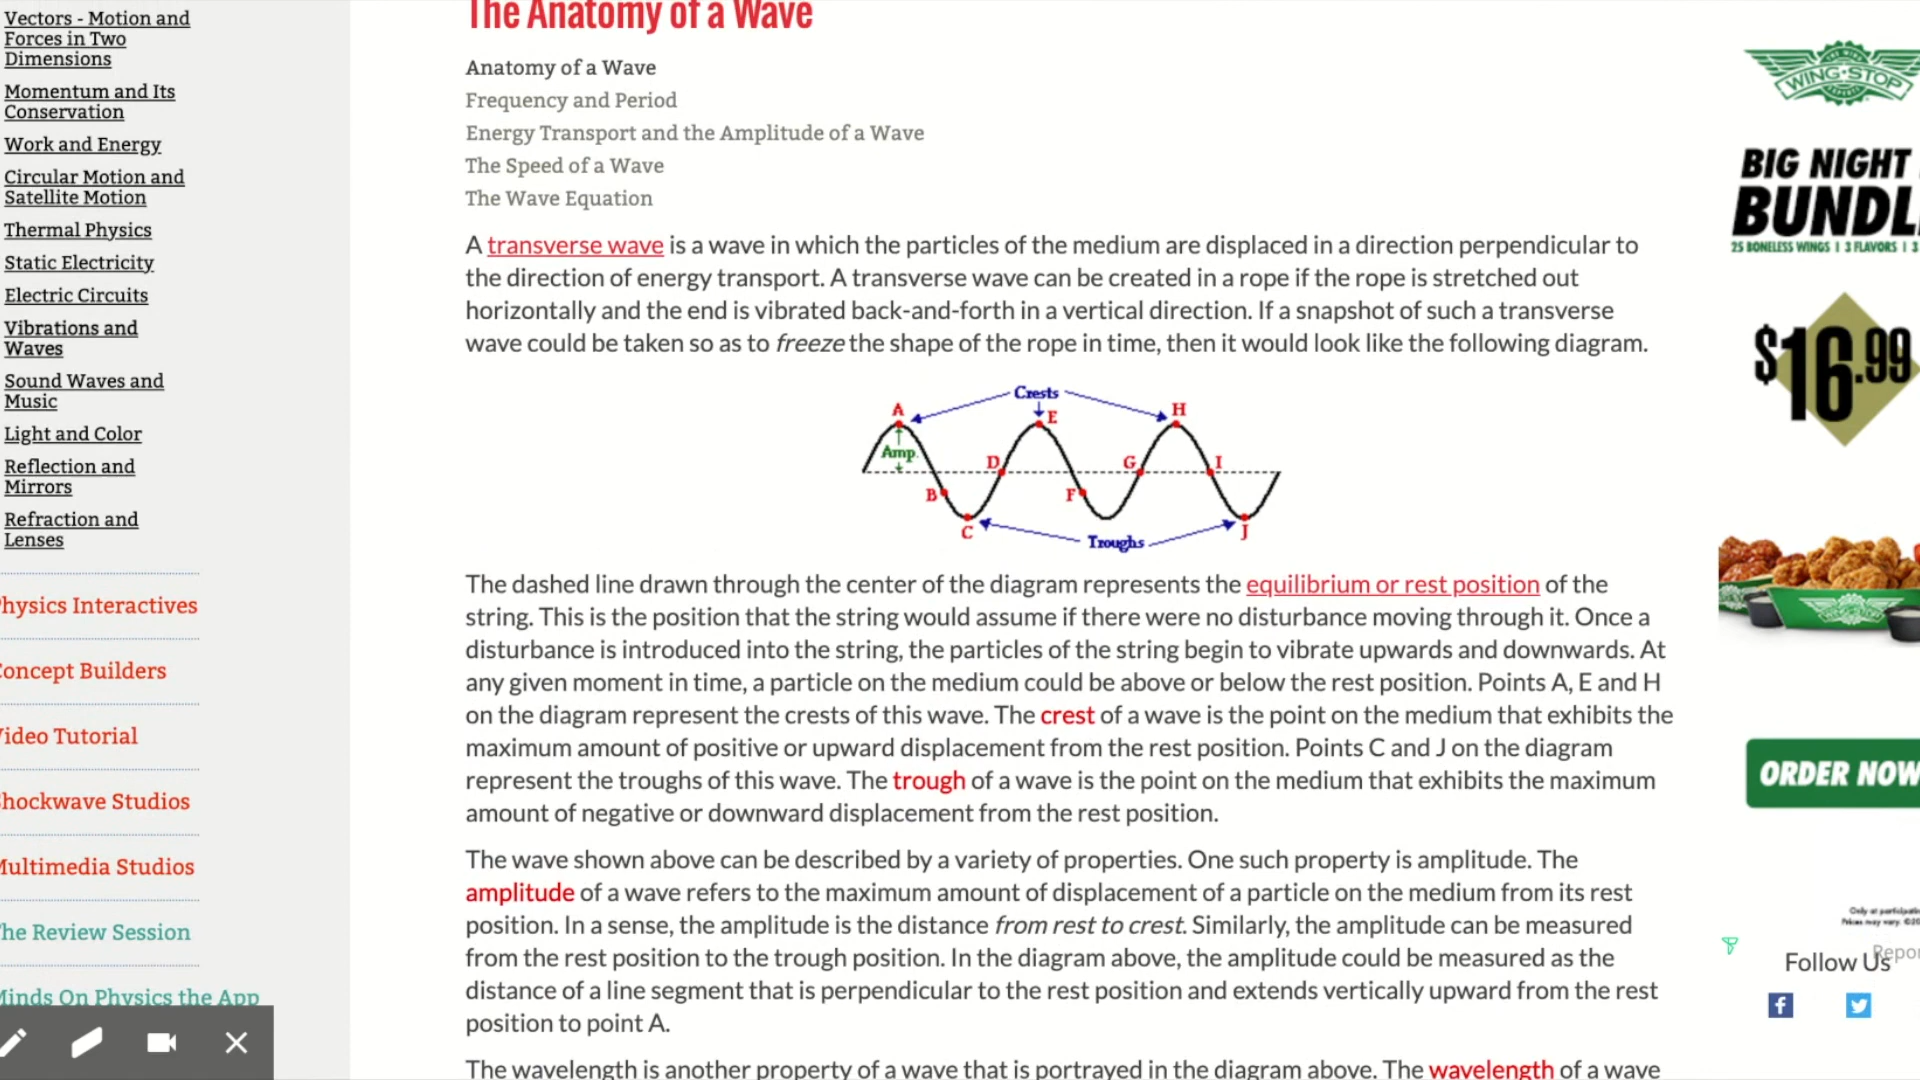 Vectors - Motion and
Forces in Two
Dimensions
Momentum and Its
Conservation
Work and Energy
Circular Motion and
Satellite Motion
Thermal Physics
Static Electricity
Electric Circuits
Vibrations and
Waves
Sound Waves and
Music
Light and Color
Reflection and
Mirrors
Refraction and
Lenses
Physics Interactives
Concept Builders
Video Tutorial
Shockwave Studios
Multimedia Studios
The Review Session
Minds On Physics the App
The Anatomy of a Wave
Anatomy of a Wave
Frequency and Period
Energy Transport and the Amplitude of a Wave
The Speed of a Wave
The Wave Equation
A transverse wave is a wave in which the particles of the medium are displaced in a direction perpendicular to
the direction of energy transport. A transverse wave can be created in a rope if the rope is stretched out
horizontally and the end is vibrated back-and-forth in a vertical direction. If a snapshot of such a transverse
wave could be taken so as to freeze the shape of the rope in time, then it would look like the following diagram.
Crests
A E H
Amp.
D G I
B F
C J
Troughs
The dashed line drawn through the center of the diagram represents the equilibrium or rest position of the
string. This is the position that the string would assume if there were no disturbance moving through it. Once a
disturbance is introduced into the string, the particles of the string begin to vibrate upwards and downwards. At
any given moment in time, a particle on the medium could be above or below the rest position. Points A, E and H
on the diagram represent the crests of this wave. The crest of a wave is the point on the medium that exhibits the
maximum amount of positive or upward displacement from the rest position. Points C and J on the diagram
represent the troughs of this wave. The trough of a wave is the point on the medium that exhibits the maximum
amount of negative or downward displacement from the rest position.
The wave shown above can be described by a variety of properties. One such property is amplitude. The
amplitude of a wave refers to the maximum amount of displacement of a particle on the medium from its rest
position. In a sense, the amplitude is the distance from rest to crest. Similarly, the amplitude can be measured
from the rest position to the trough position. In the diagram above, the amplitude could be measured as the
distance of a line segment that is perpendicular to the rest position and extends vertically upward from the rest
position to point A.
The wavelength is another property of a wave that is portrayed in the diagram above. The wavelength of a wave
WING·STOP
BIG NIGHT
BUNDL
25 BONELESS WINGS | 3 FLAVORS | 3
$16.99
ORDER NOW
Only at
Prices may vary.
Follow Us
Repor